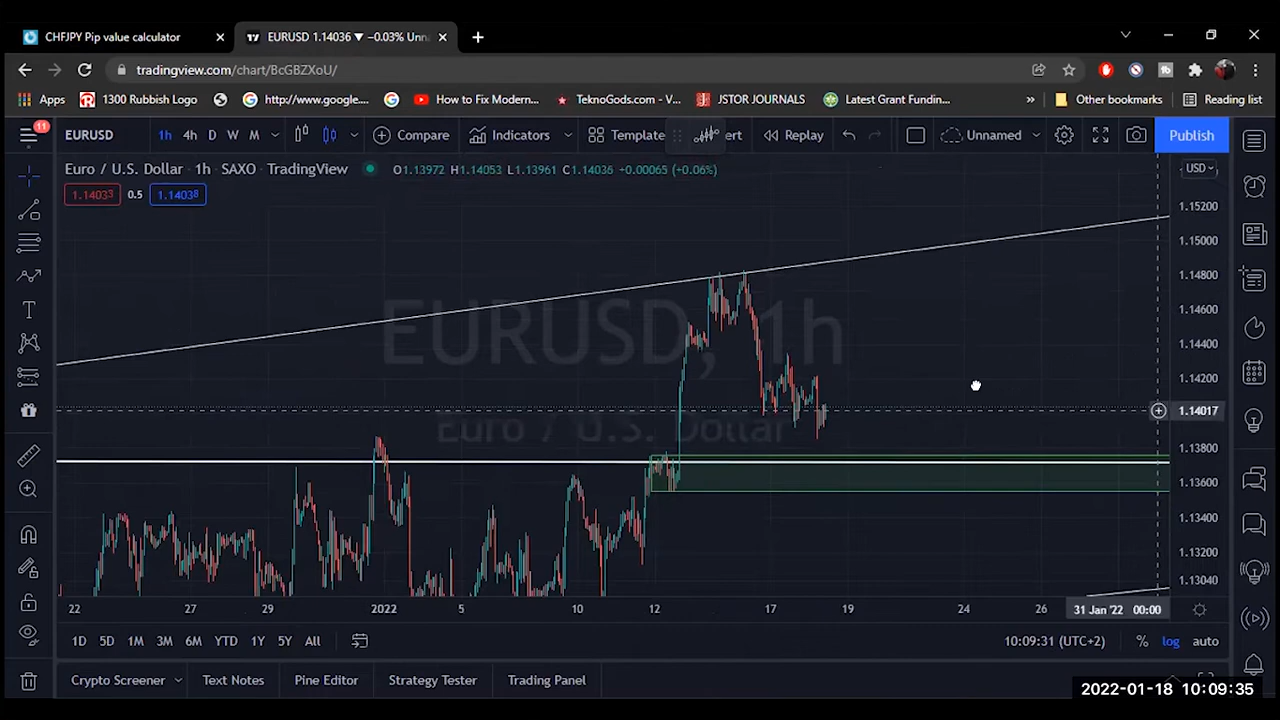 CHFJPY Pip value calculator
EURUSD 1.14036 ▼ −0.03% Unn
tradingview.com/chart/BcGBZXoU/
Apps 1300 Rubbish Logo http://www.google.... How to Fix Modern... TeknoGods.com - V... JSTOR JOURNALS Latest Grant Fundin... » Other bookmarks Reading list
11
EURUSD 1h 4h D W M Compare Indicators Template ert Replay Unnamed Publish
Euro / U.S. Dollar · 1h · SAXO · TradingView O1.13972 H1.14053 L1.13961 C1.14036 +0.00065 (+0.06%) USD
1.14033 0.5 1.14038
1.15200
1.15000
1.14800
1.14600
1.14400
1.14200
1.14017
1.13800
1.13600
1.13400
1.13200
1.13040
EURUSD, 1h
Euro / U.S. Dollar
22 27 29 2022 5 10 12 17 19 24 26 31 Jan '22 00:00
1D 5D 1M 3M 6M YTD 1Y 5Y All 10:09:31 (UTC+2) % log auto
Crypto Screener Text Notes Pine Editor Strategy Tester Trading Panel
2022-01-18 10:09:35